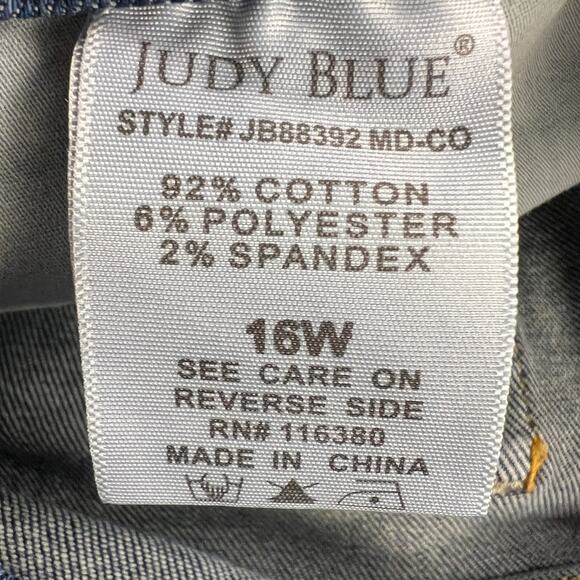 JUDY BLUE®
STYLE# JB88392 MD-CO
92% COTTON
6% POLYESTER
2% SPANDEX
16W
SEE CARE ON
REVERSE SIDE
RN# 116380
MADE IN CHINA